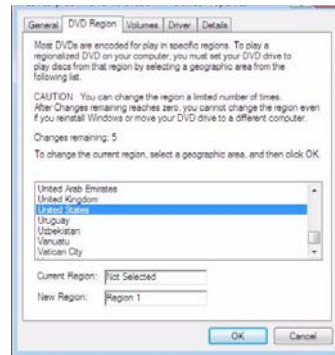 General DVD Region Volumes Driver Details
Most DVDs are encoded for play in specific regions. To play a
regionalized DVD on your computer, you must set your DVD drive to
play discs from that region by selecting a geographic area from the
following list.
CAUTION You can change the region a limited number of times.
After Changes remaining reaches zero, you cannot change the region even
if you reinstall Windows or move your DVD drive to a different computer.
Changes remaining: 5
To change the current region, select a geographic area, and then click OK.
United Arab Emirates
United Kingdom
United States
Uruguay
Uzbekistan
Vanuatu
Vatican City
Current Region: Not Selected
New Region: Region 1
OK Cancel